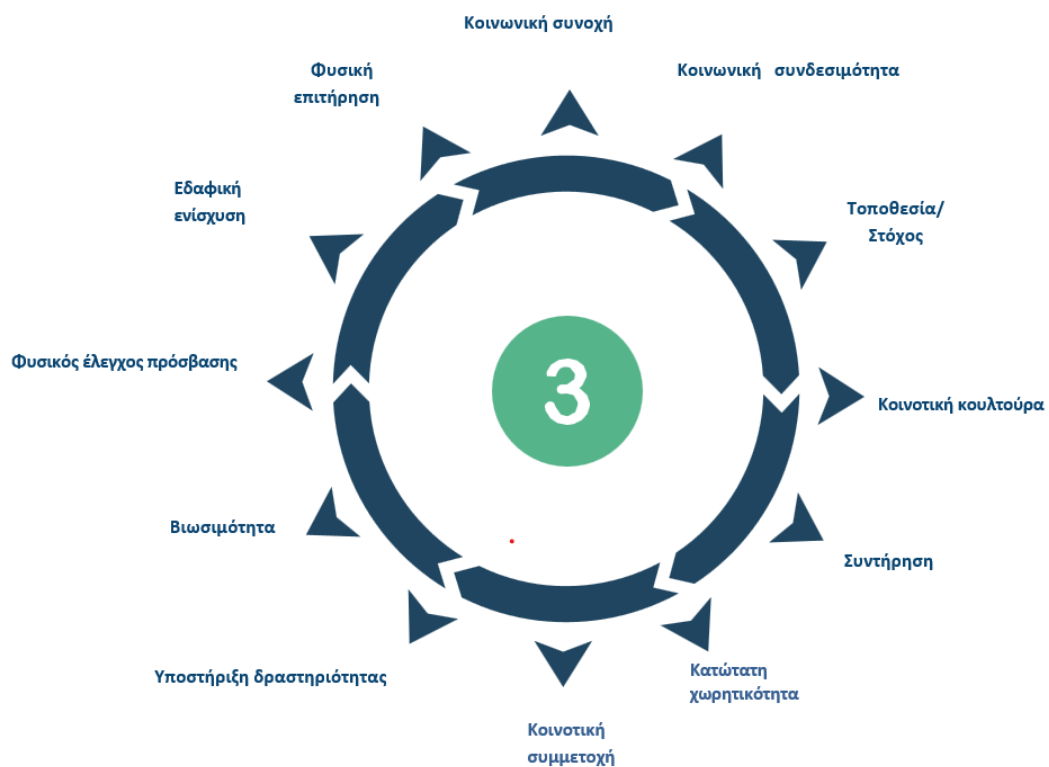 Κοινωνική συνοχή
Κοινωνική συνδεσιμότητα
Τοποθεσία/
Στόχος
Κοινοτική κουλτούρα
Συντήρηση
Κατώτατη
χωρητικότητα
Κοινοτική
συμμετοχή
Υποστήριξη δραστηριότητας
Βιωσιμότητα
Φυσικός έλεγχος πρόσβασης
Εδαφική
ενίσχυση
Φυσική
επιτήρηση
3